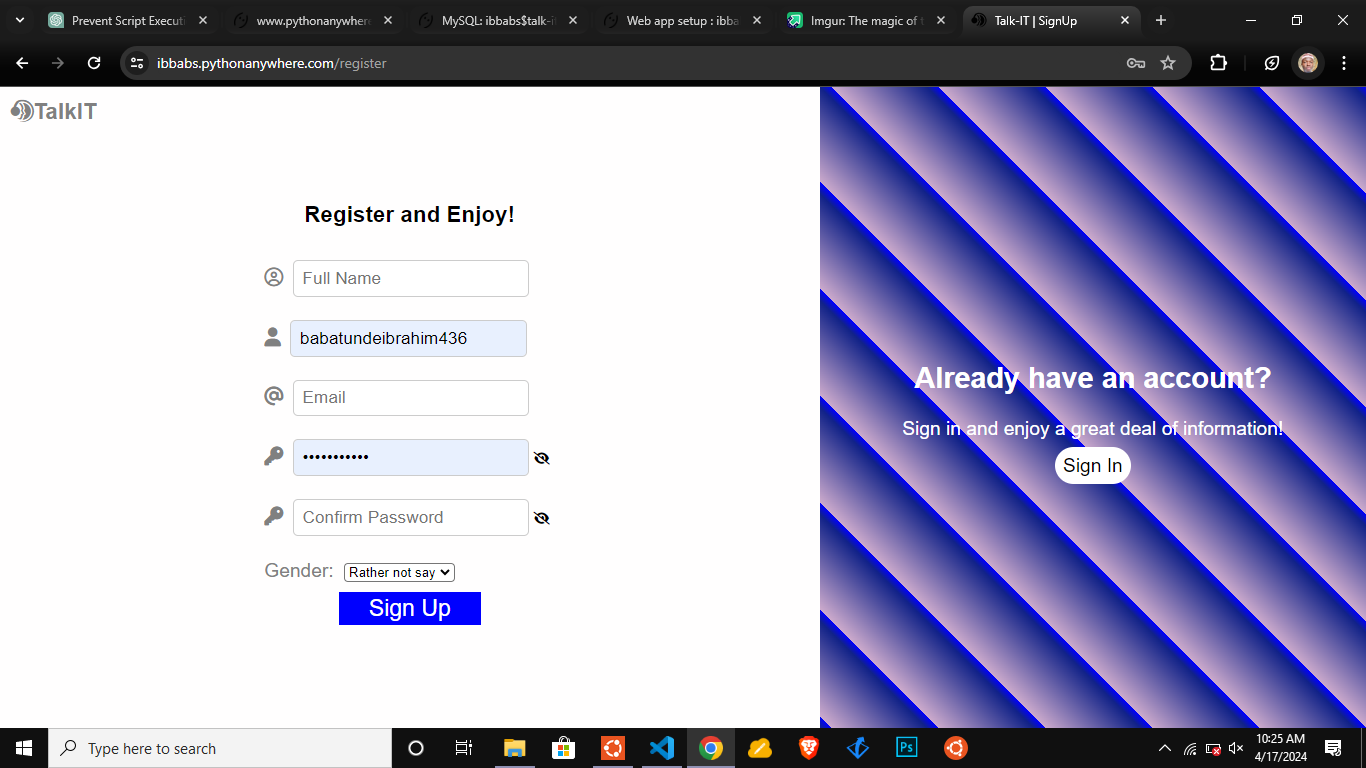 Prevent Script Executi
www.pythonanywhere
MySQL: ibbabs$talk-i
Web app setup : ibba
Imgur: The magic of t
Talk-IT | SignUp
ibbabs.pythonanywhere.com/register
TalkIT
Register and Enjoy!
Full Name
babatundeibrahim436
Email
Confirm Password
Gender: Rather not say
Sign Up
Already have an account?
Sign in and enjoy a great deal of information!
Sign In
Type here to search
Ps
10:25 AM
4/17/2024